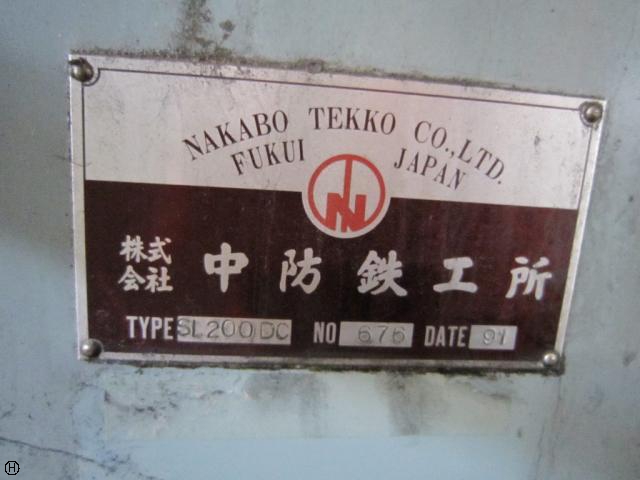 NAKABO TEKKO CO.,LTD.
FUKUI JAPAN
N
株式会社 中防鉄工所
TYPE SL200DC NO 676 DATE 91
H